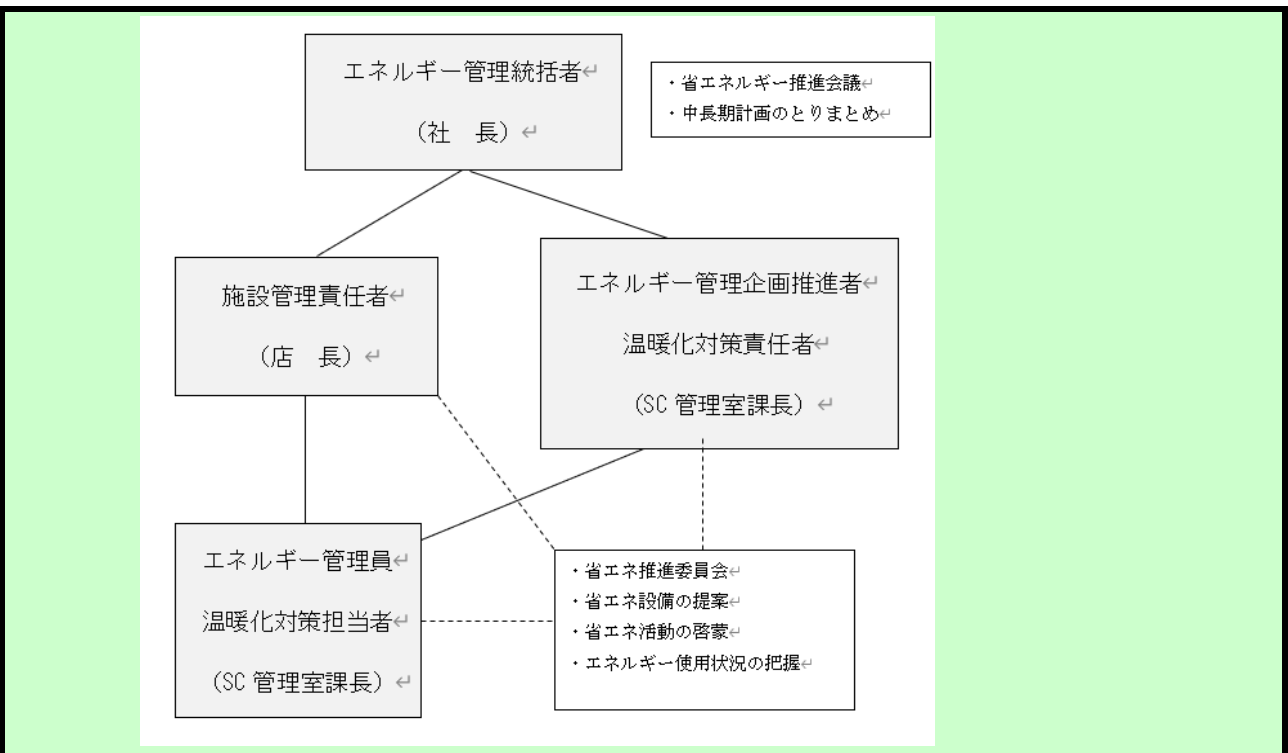 エネルギー管理統括者↵
（社　長）↵
・省エネルギー推進会議↵
・中長期計画のとりまとめ↵
施設管理責任者↵
（店　長）↵
エネルギー管理企画推進者↵
温暖化対策責任者↵
（SC 管理室課長）↵
エネルギー管理員↵
温暖化対策担当者↵
（SC 管理室課長）↵
・省エネ推進委員会↵
・省エネ設備の提案↵
・省エネ活動の啓蒙↵
・エネルギー使用状況の把握↵